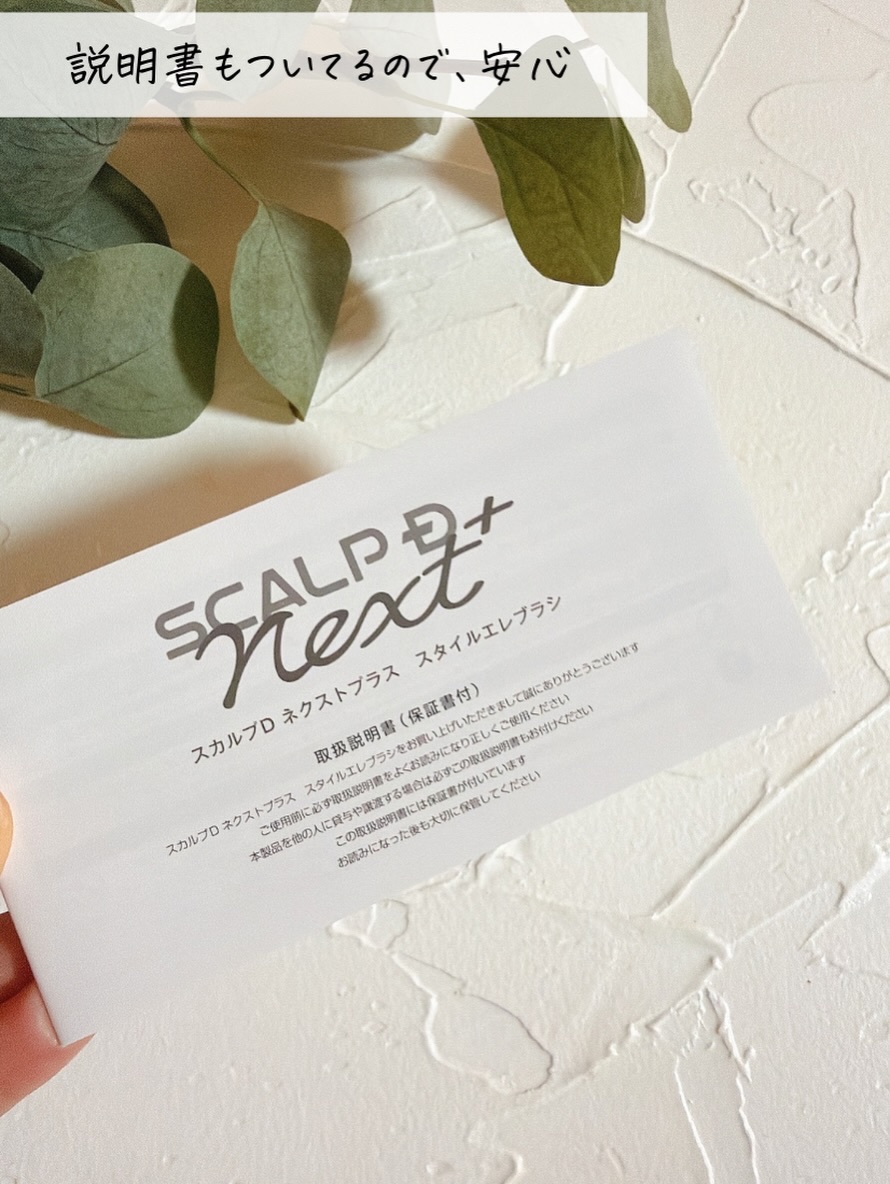 説明書もついてるので、安心
SCALP D+
next
スカルプD ネクストプラス　スタイルエレブラシ
取扱説明書（保証書付）
スカルプD ネクストプラス　スタイルエレブラシをお買い上げいただきまして誠にありがとうございます
ご使用前に必ず取扱説明書をよくお読みになり正しくご使用ください
本製品を他の人に貸与や譲渡する場合は必ずこの取扱説明書もお付けください
この取扱説明書には保証書が付いています
お読みになった後も大切に保管してください